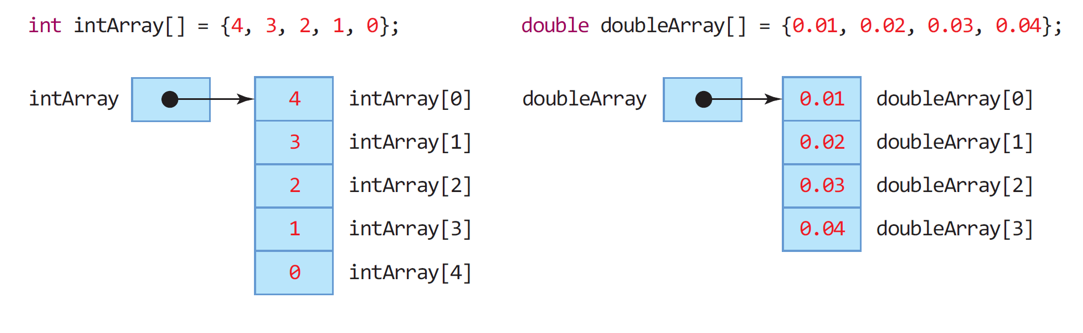 int intArray[] = {4, 3, 2, 1, 0};
double doubleArray[] = {0.01, 0.02, 0.03, 0.04};
intArray
4 intArray[0]
3 intArray[1]
2 intArray[2]
1 intArray[3]
0 intArray[4]
doubleArray
0.01 doubleArray[0]
0.02 doubleArray[1]
0.03 doubleArray[2]
0.04 doubleArray[3]